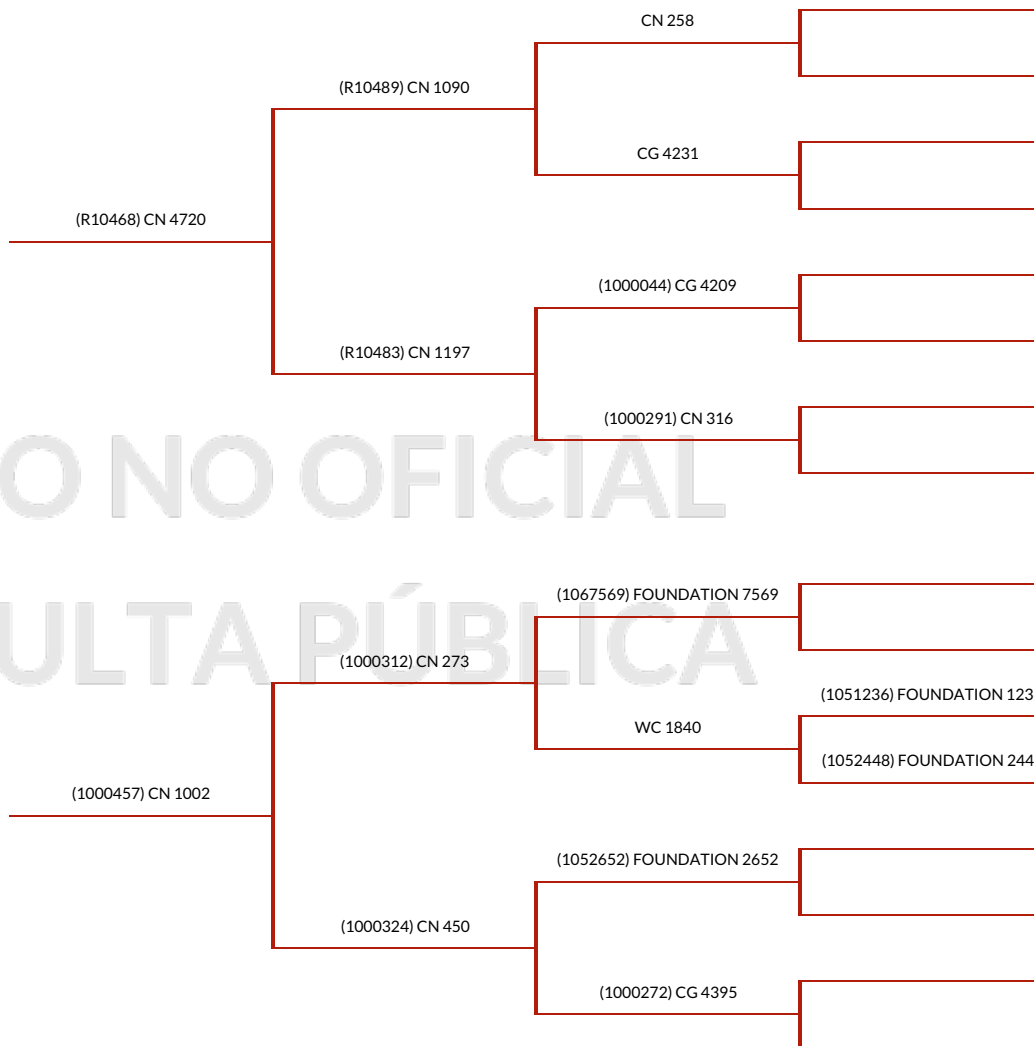 CN 258
(R10489) CN 1090
CG 4231
(R10468) CN 4720
(1000044) CG 4209
(R10483) CN 1197
(1000291) CN 316
O NO OFICIAL
(1067569) FOUNDATION 7569
ULTA PÚBLICA
(1000312) CN 273
(1051236) FOUNDATION 123
WC 1840
(1052448) FOUNDATION 244
(1000457) CN 1002
(1052652) FOUNDATION 2652
(1000324) CN 450
(1000272) CG 4395